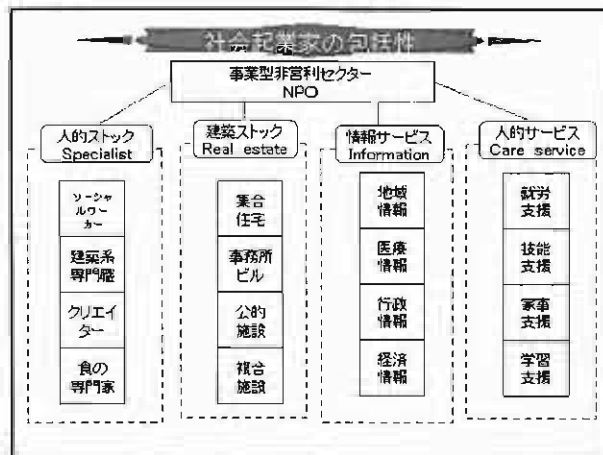 社会起業家の包括性
事業型非営利セクター
NPO
人的ストック
Specialist
建築ストック
Real estate
情報サービス
Information
人的サービス
Care service
ソーシャ
ルワー
カー
建築系
専門職
クリエイ
ター
食の
専門家
集合
住宅
事務所
ビル
公的
施設
複合
施設
地域
情報
医療
情報
行政
情報
経済
情報
就労
支援
技能
支援
家事
支援
学習
支援